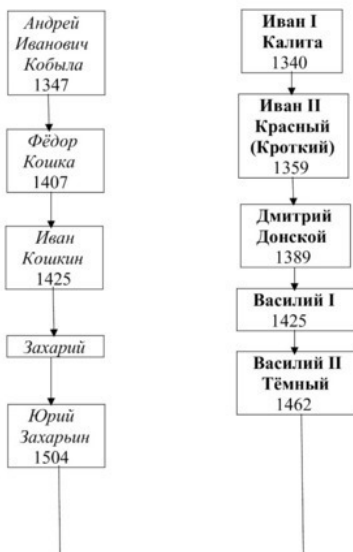 Андрей
Иванович
Кобыла
1347
Фёдор
Кошка
1407
Иван
Кошкин
1425
Захарий
Юрий
Захарьин
1504
Иван I
Калита
1340
Иван II
Красный
(Кроткий)
1359
Дмитрий
Донской
1389
Василий I
1425
Василий II
Тёмный
1462